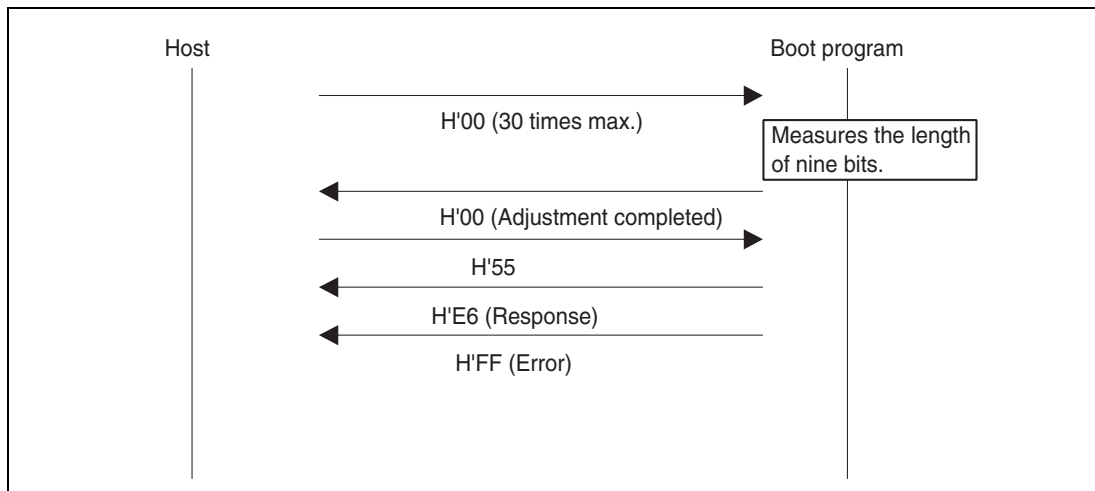 Host
Boot program
H'00 (30 times max.)
Measures the length
of nine bits.
H'00 (Adjustment completed)
H'55
H'E6 (Response)
H'FF (Error)